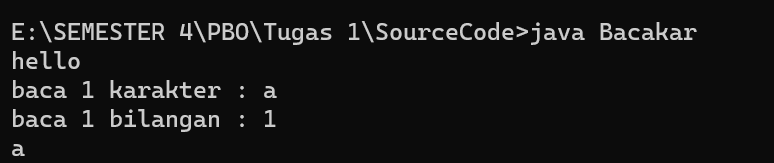 E:\SEMESTER 4\PBO\Tugas 1\SourceCode>java Bacakar
hello
baca 1 karakter : a
baca 1 bilangan : 1
a